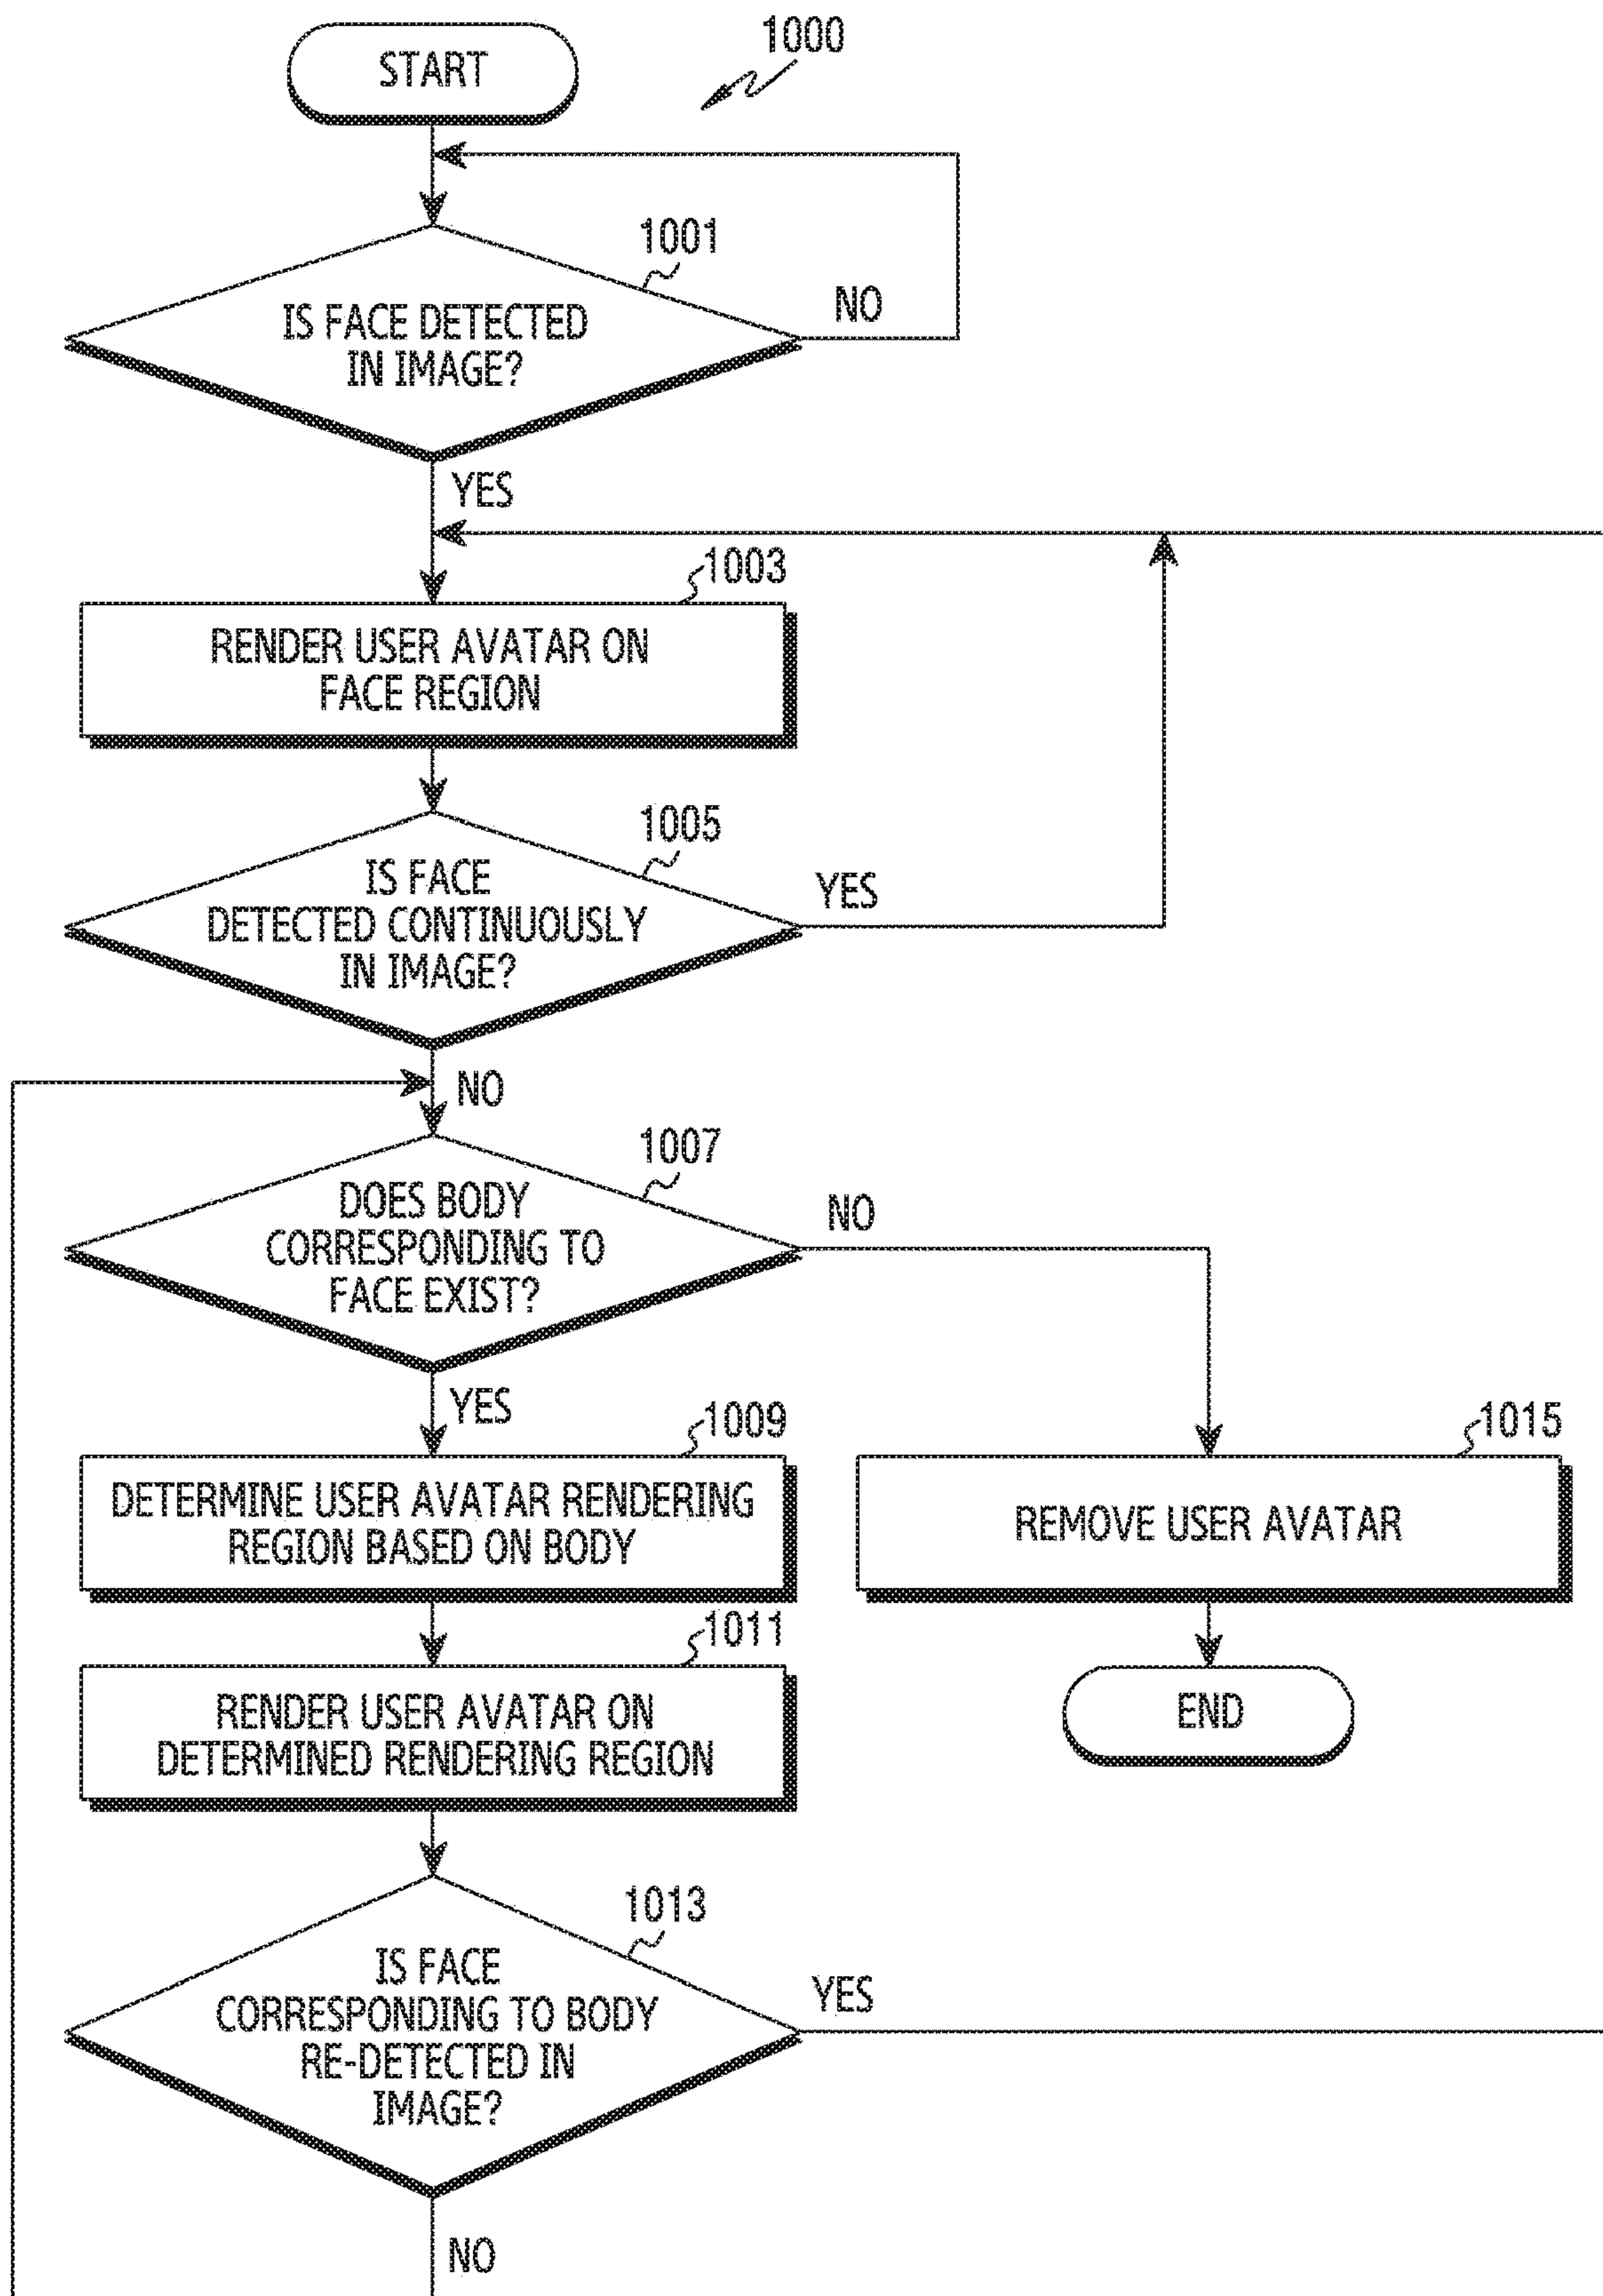 START
1000
1001
IS FACE DETECTED
IN IMAGE?
NO
YES
1003
RENDER USER AVATAR ON
FACE REGION
1005
IS FACE
DETECTED CONTINUOUSLY
IN IMAGE?
YES
NO
1007
DOES BODY
CORRESPONDING TO
FACE EXIST?
NO
YES
1009
DETERMINE USER AVATAR RENDERING
REGION BASED ON BODY
1015
REMOVE USER AVATAR
1011
RENDER USER AVATAR ON
DETERMINED RENDERING REGION
END
1013
IS FACE
CORRESPONDING TO BODY
RE-DETECTED IN
IMAGE?
YES
NO